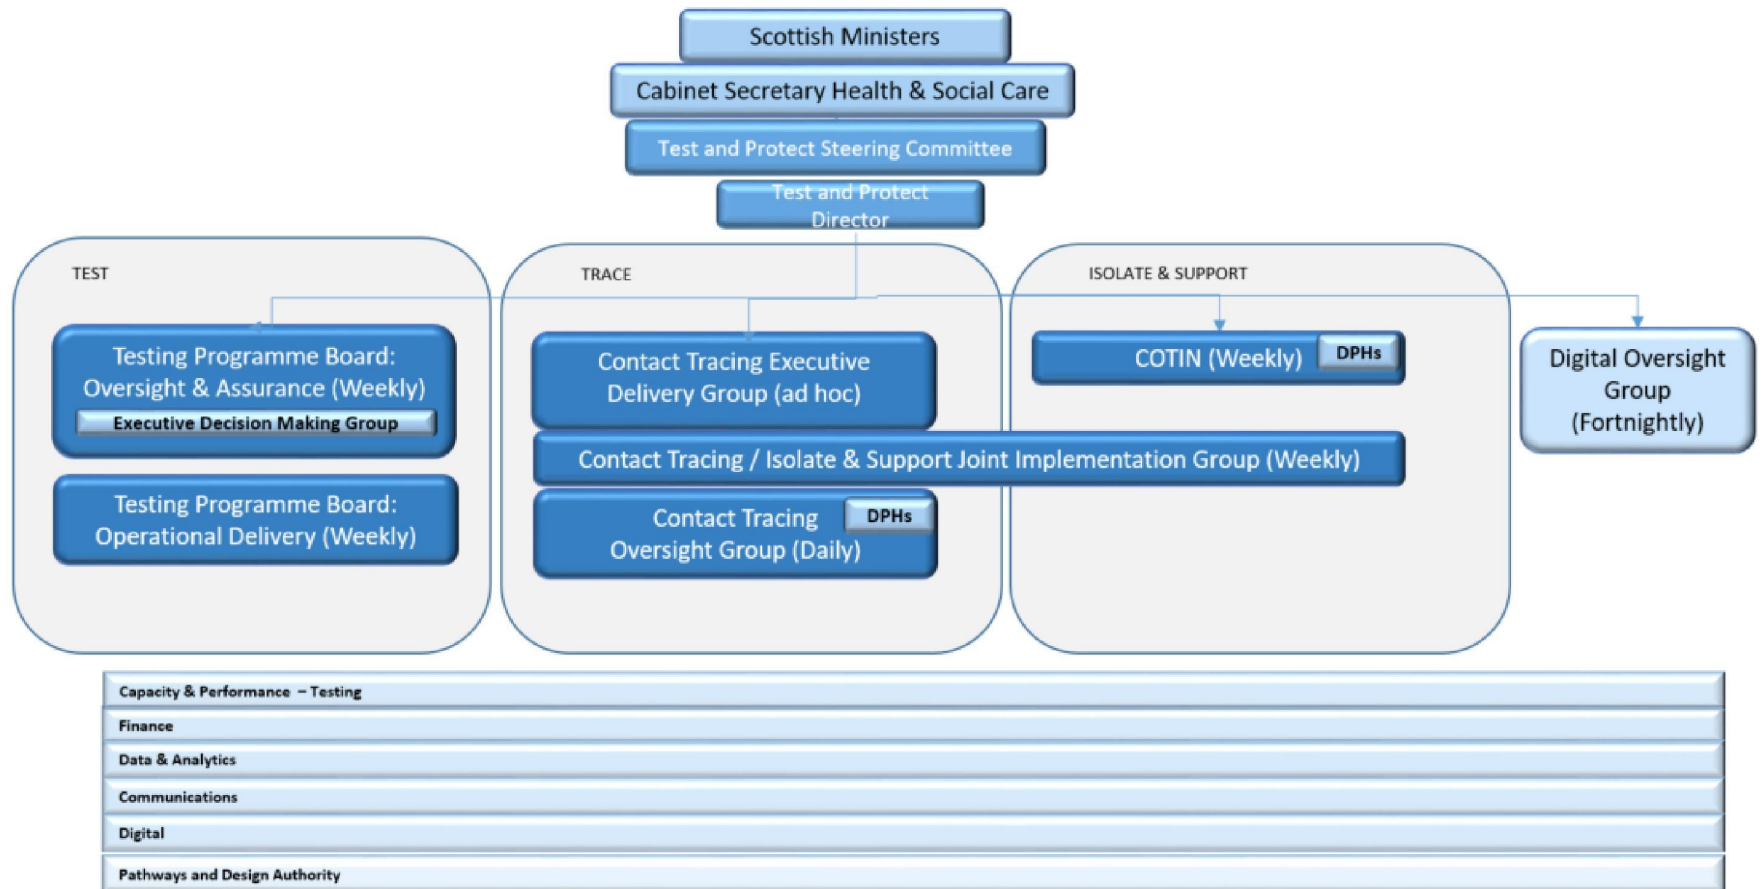 Scottish Ministers
Cabinet Secretary Health & Social Care
Test and Protect Steering Committee
Test and Protect
Director
TEST
TRACE
ISOLATE & SUPPORT
Testing Programme Board:
Oversight & Assurance (Weekly)
Executive Decision Making Group
Testing Programme Board:
Operational Delivery (Weekly)
Contact Tracing Executive
Delivery Group (ad hoc)
COTIN (Weekly)
DPHs
Contact Tracing / Isolate & Support Joint Implementation Group (Weekly)
Contact Tracing
Oversight Group (Daily)
DPHs
Digital Oversight
Group
(Fortnightly)
Capacity & Performance – Testing
Finance
Data & Analytics
Communications
Digital
Pathways and Design Authority